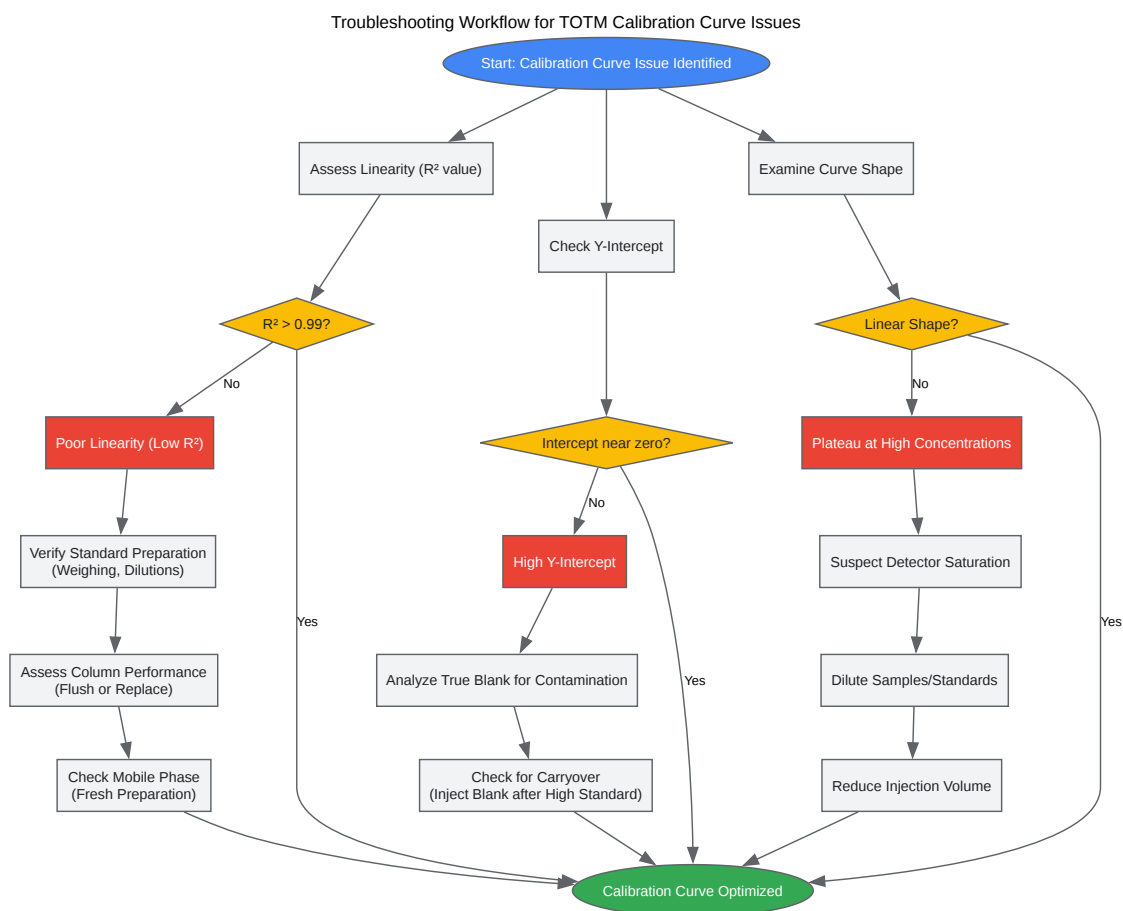 Troubleshooting Workflow for TOTM Calibration Curve Issues
Start: Calibration Curve Issue Identified
Assess Linearity (R² value)
Examine Curve Shape
Check Y-Intercept
R² > 0.99?
Linear Shape?
No
No
Poor Linearity (Low R²)
Intercept near zero?
Plateau at High Concentrations
No
Verify Standard Preparation
(Weighing, Dilutions)
High Y-Intercept
Suspect Detector Saturation
Yes
Yes
Assess Column Performance
(Flush or Replace)
Analyze True Blank for Contamination
Yes
Dilute Samples/Standards
Check Mobile Phase
(Fresh Preparation)
Check for Carryover
(Inject Blank after High Standard)
Reduce Injection Volume
Calibration Curve Optimized